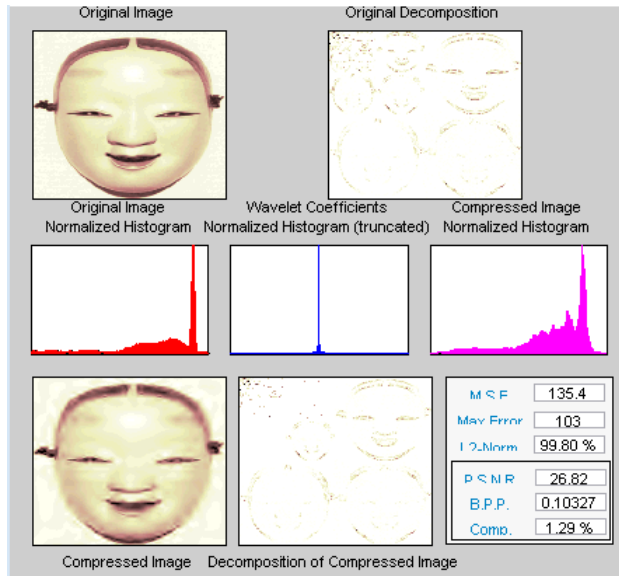 Original Image
Original Decomposition
Original Image
Normalized Histogram
Wavelet Coefficients
Normalized Histogram (truncated)
Compressed Image
Normalized Histogram
M.S.E. 135.4
Max Error 103
L2-Norm 99.80 %
P.S.N.R. 26.82
B.P.P. 0.10327
Comp. 1.29 %
Compressed Image
Decomposition of Compressed Image